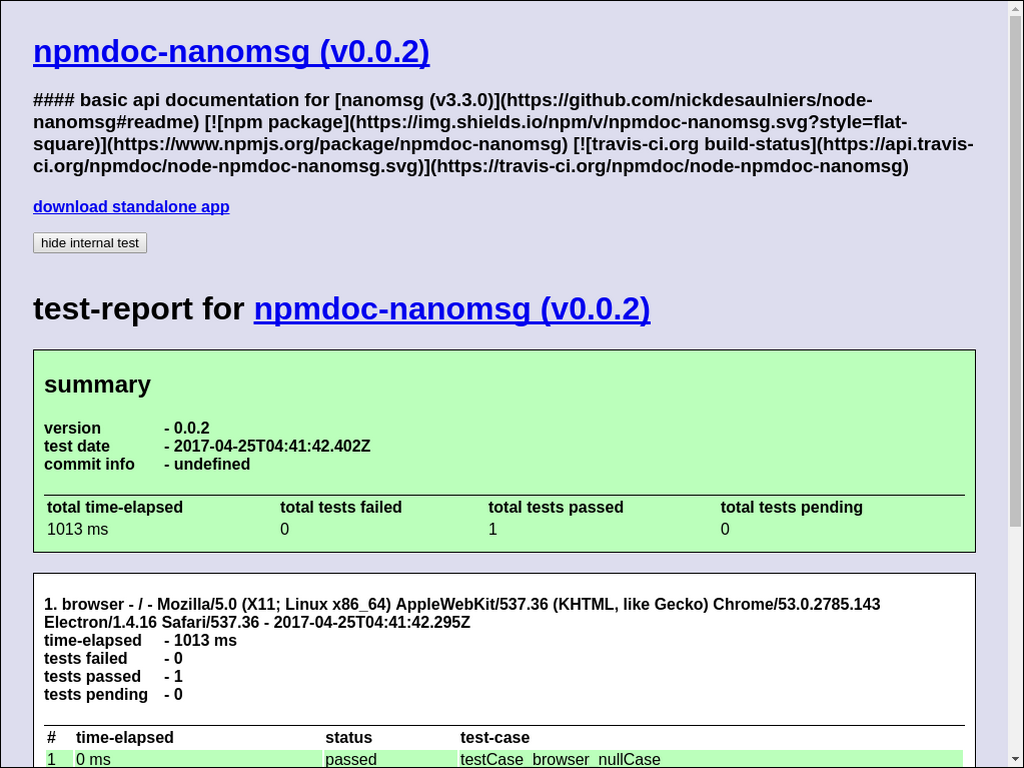 npmdoc-nanomsg (v0.0.2)
#### basic api documentation for [nanomsg (v3.3.0)](https://github.com/nickdesaulniers/node-
nanomsg#readme) [![npm package](https://img.shields.io/npm/v/npmdoc-nanomsg.svg?style=flat-
square)](https://www.npmjs.org/package/npmdoc-nanomsg) [![travis-ci.org build-status](https://api.travis-
ci.org/npmdoc/node-npmdoc-nanomsg.svg)](https://travis-ci.org/npmdoc/node-npmdoc-nanomsg)
download standalone app
hide internal test
test-report for npmdoc-nanomsg (v0.0.2)
summary
version - 0.0.2
test date - 2017-04-25T04:41:42.402Z
commit info - undefined
total time-elapsed total tests failed total tests passed total tests pending
1013 ms 0 1 0
1. browser - / - Mozilla/5.0 (X11; Linux x86_64) AppleWebKit/537.36 (KHTML, like Gecko) Chrome/53.0.2785.143
Electron/1.4.16 Safari/537.36 - 2017-04-25T04:41:42.295Z
time-elapsed - 1013 ms
tests failed - 0
tests passed - 1
tests pending - 0
# time-elapsed status test-case
1 0 ms passed testCase_browser_nullCase